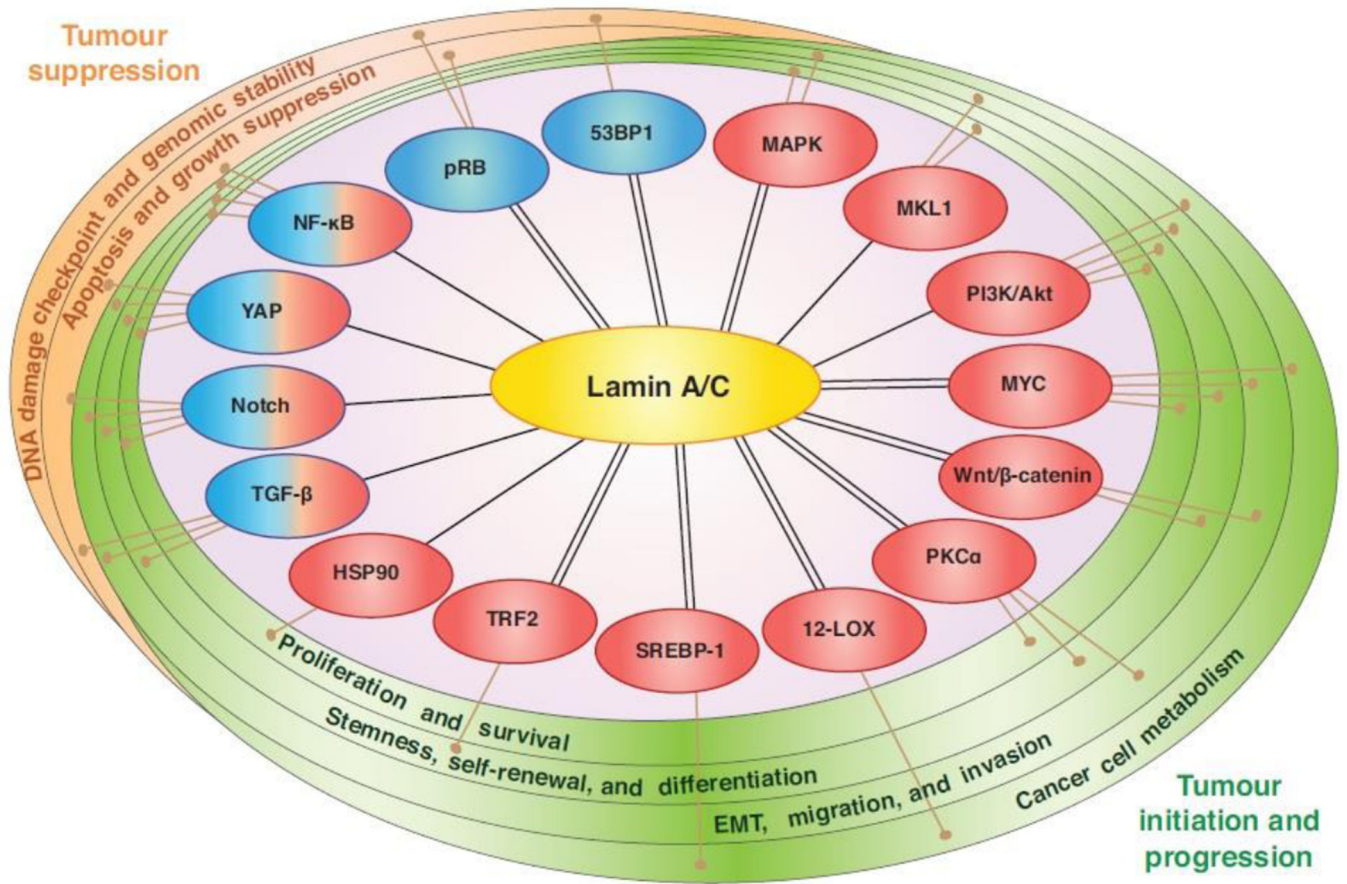 Tumour
suppression
DNA damage checkpoint and genomic stability
Apoptosis and growth suppression
53BP1
MAPK
pRB
MKL1
NF-κB
PI3K/Akt
YAP
Lamin A/C
MYC
Notch
Wnt/β-catenin
TGF-β
PKCα
HSP90
TRF2
12-LOX
SREBP-1
Proliferation and survival
Stemness, self-renewal, and differentiation
EMT, migration, and invasion
Cancer cell metabolism
Tumour
initiation and
progression